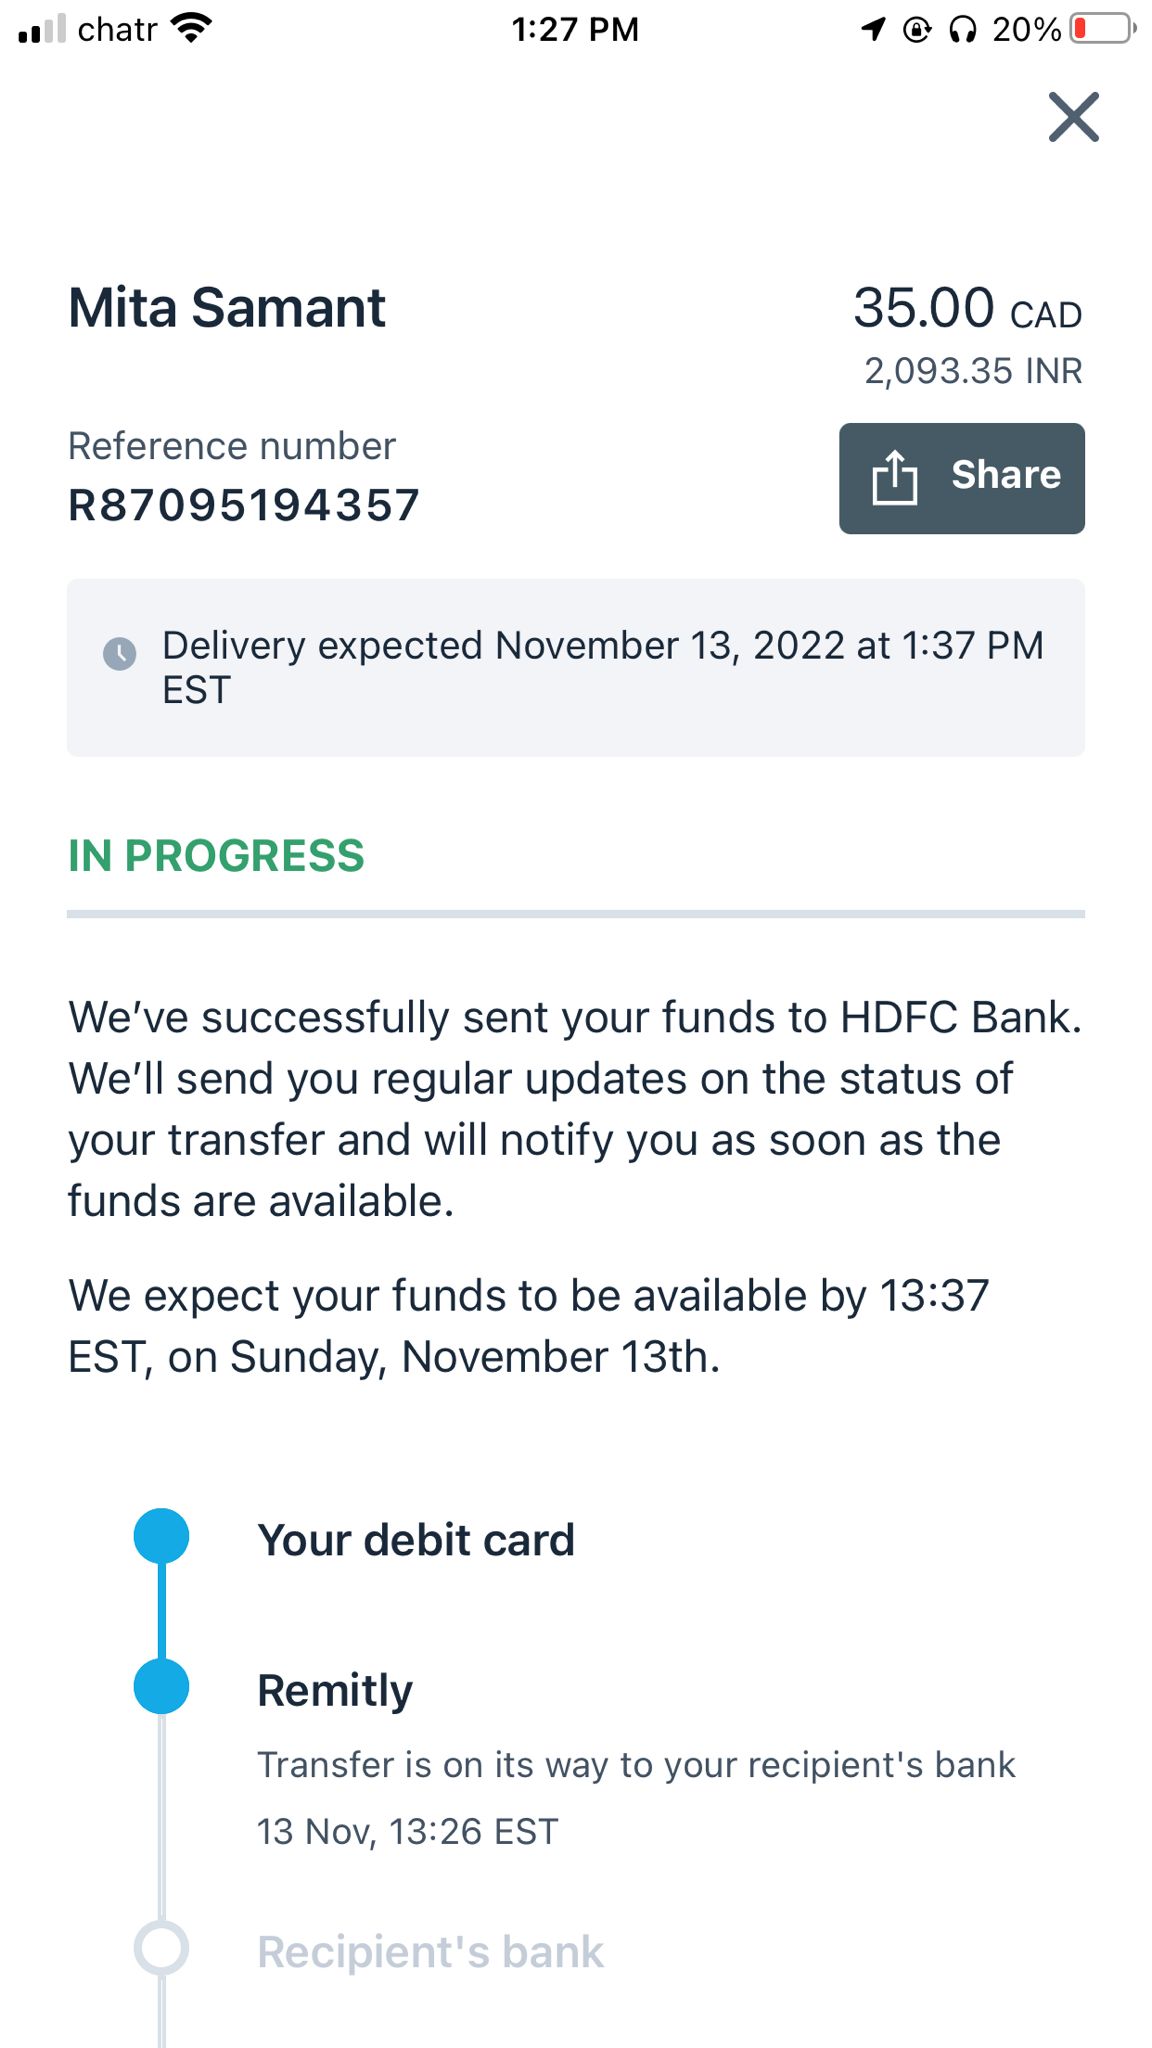 chatr 1:27 PM 20%
Mita Samant 35.00 CAD
2,093.35 INR
Reference number
R87095194357
Share
Delivery expected November 13, 2022 at 1:37 PM
EST
IN PROGRESS
We’ve successfully sent your funds to HDFC Bank.
We’ll send you regular updates on the status of
your transfer and will notify you as soon as the
funds are available.
We expect your funds to be available by 13:37
EST, on Sunday, November 13th.
Your debit card
Remitly
Transfer is on its way to your recipient's bank
13 Nov, 13:26 EST
Recipient's bank